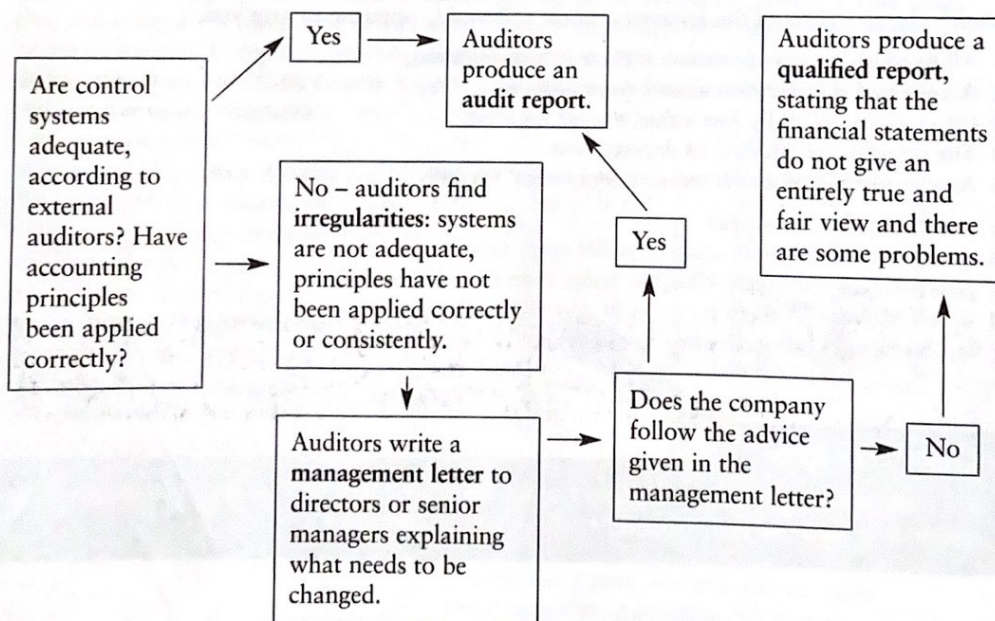 Are control
systems
adequate,
according to
external
auditors? Have
accounting
principles
been applied
correctly?
Yes
Auditors
produce an
audit report.
No – auditors find
irregularities: systems
are not adequate,
principles have not
been applied correctly
or consistently.
Auditors write a
management letter to
directors or senior
managers explaining
what needs to be
changed.
Does the company
follow the advice
given in the
management letter?
Yes
No
Auditors produce a
qualified report,
stating that the
financial statements
do not give an
entirely true and
fair view and there
are some problems.